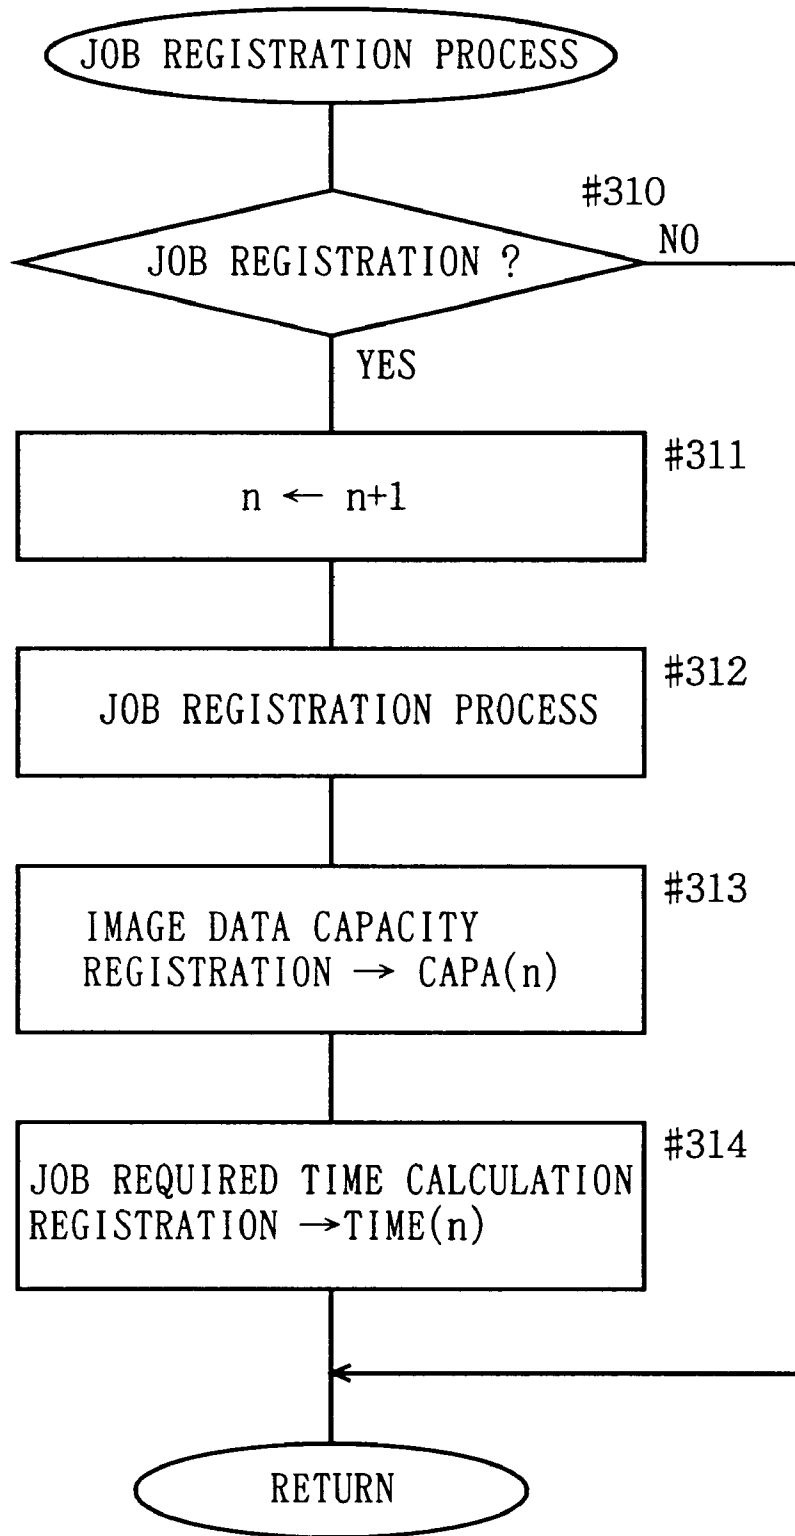 JOB REGISTRATION PROCESS
#310
JOB REGISTRATION ?
NO
YES
#311
n ← n+1
#312
JOB REGISTRATION PROCESS
#313
IMAGE DATA CAPACITY
REGISTRATION → CAPA(n)
#314
JOB REQUIRED TIME CALCULATION
REGISTRATION →TIME(n)
RETURN